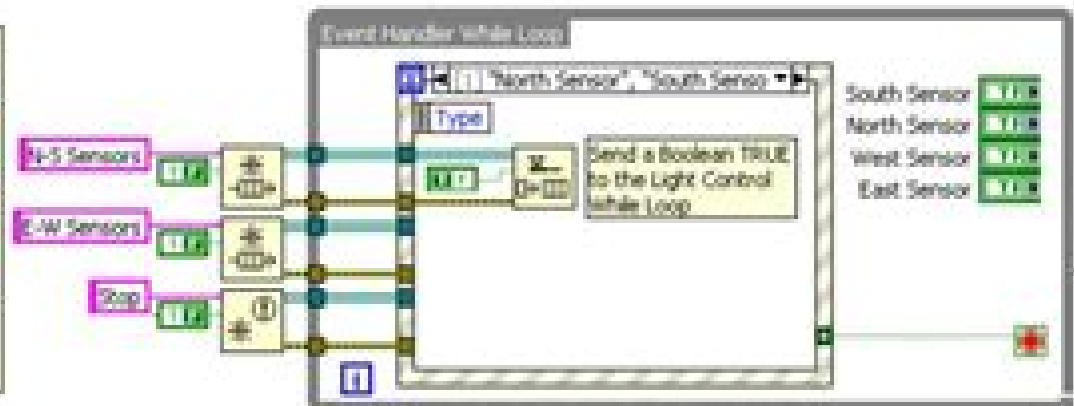 Event Handler While Loop
[1] "North Sensor", "South Senso
Type
N-S Sensors
E-W Sensors
Stop
Send a Boolean TRUE
to the Light Control
While Loop
South Sensor
North Sensor
West Sensor
East Sensor
i